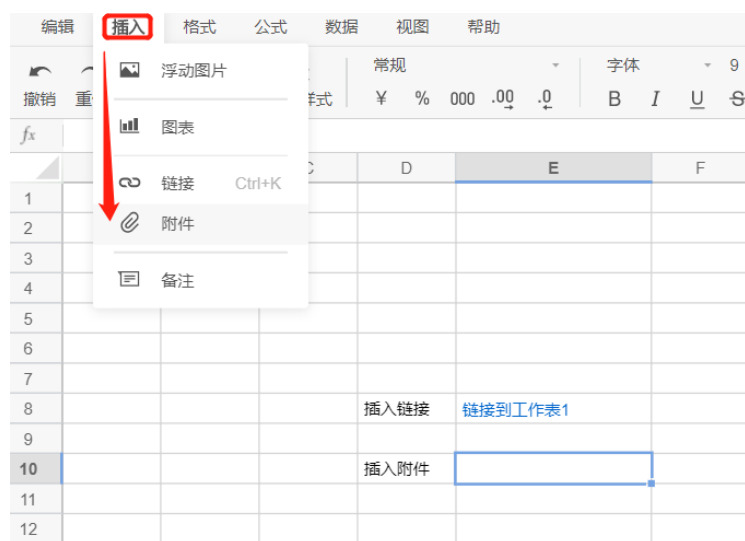 编辑 插入 格式 公式 数据 视图 帮助
浮动图片 常规 字体 9
撤销 重 样式 ¥ % 000 .00 .0 B I U S
fx
图表
C D E F
链接 Ctrl+K
1
附件
2
3
备注
4
5
6
7
8 插入链接 链接到工作表1
9
10 插入附件
11
12